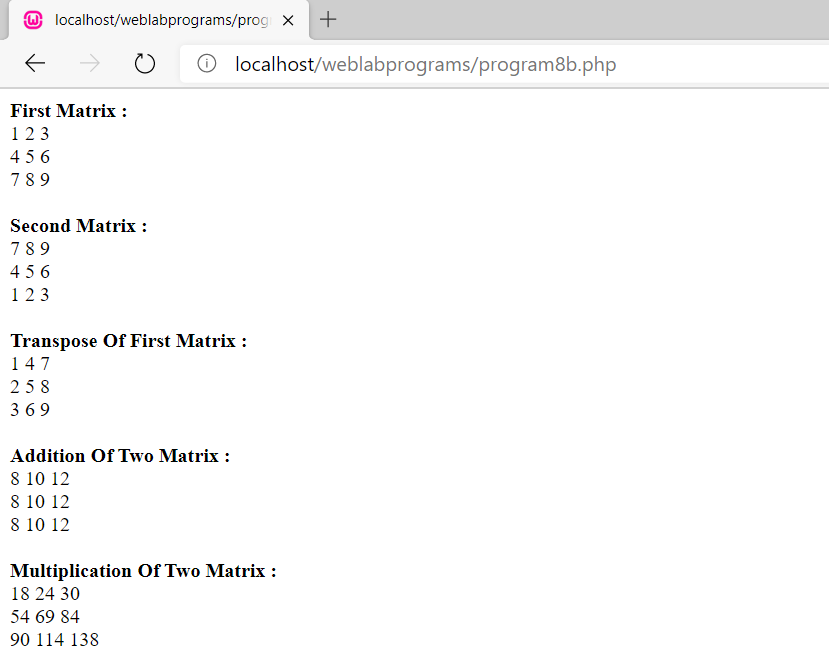 localhost/weblabprograms/prog
localhost/weblabprograms/program8b.php
First Matrix :
1 2 3
4 5 6
7 8 9
Second Matrix :
7 8 9
4 5 6
1 2 3
Transpose Of First Matrix :
1 4 7
2 5 8
3 6 9
Addition Of Two Matrix :
8 10 12
8 10 12
8 10 12
Multiplication Of Two Matrix :
18 24 30
54 69 84
90 114 138